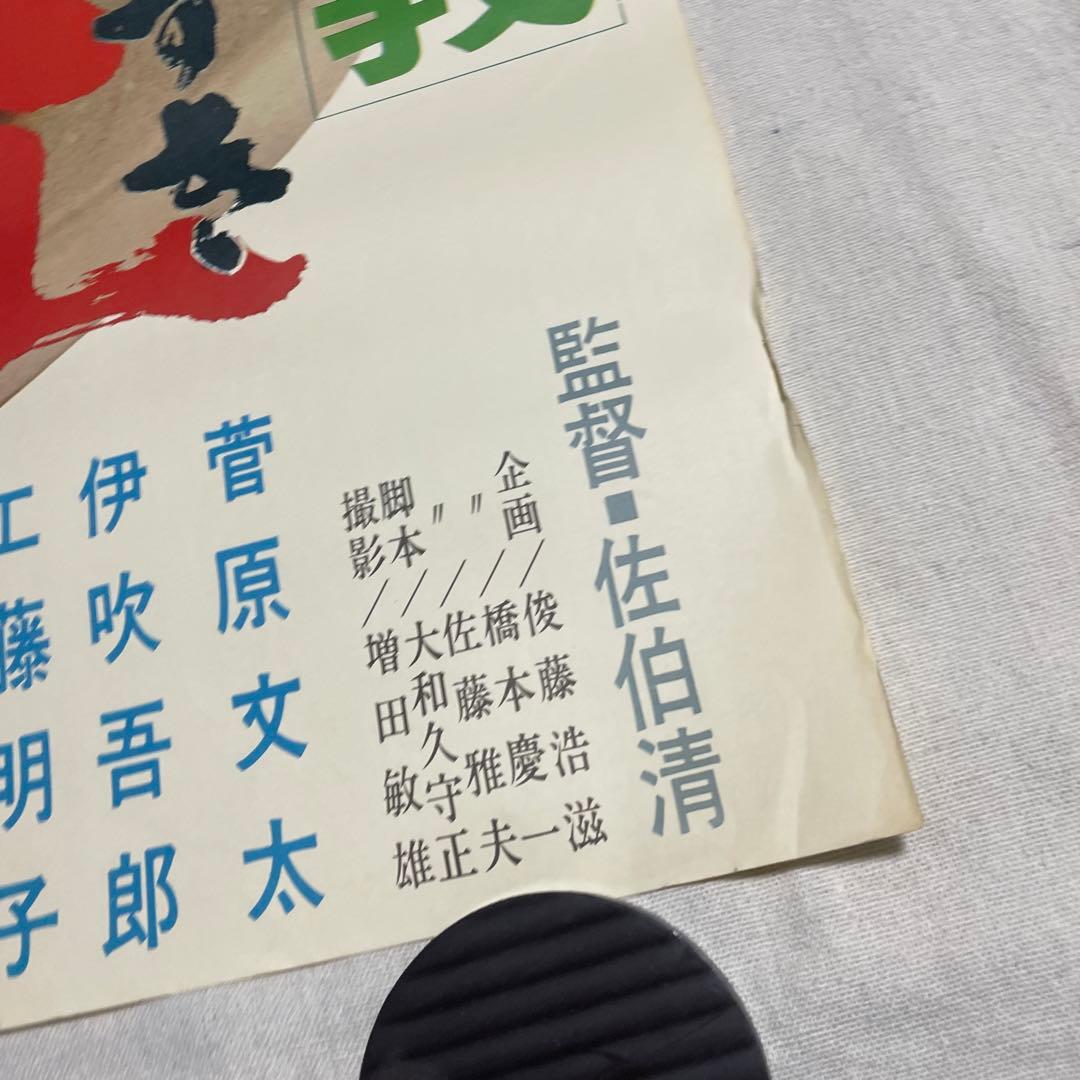 監督■佐伯清
企画/俊藤浩滋
〃/橋本慶一
〃/佐藤雅夫
脚本/大和久守正
撮影/増田敏雄
菅原文太
伊吹吾郎
藤明子